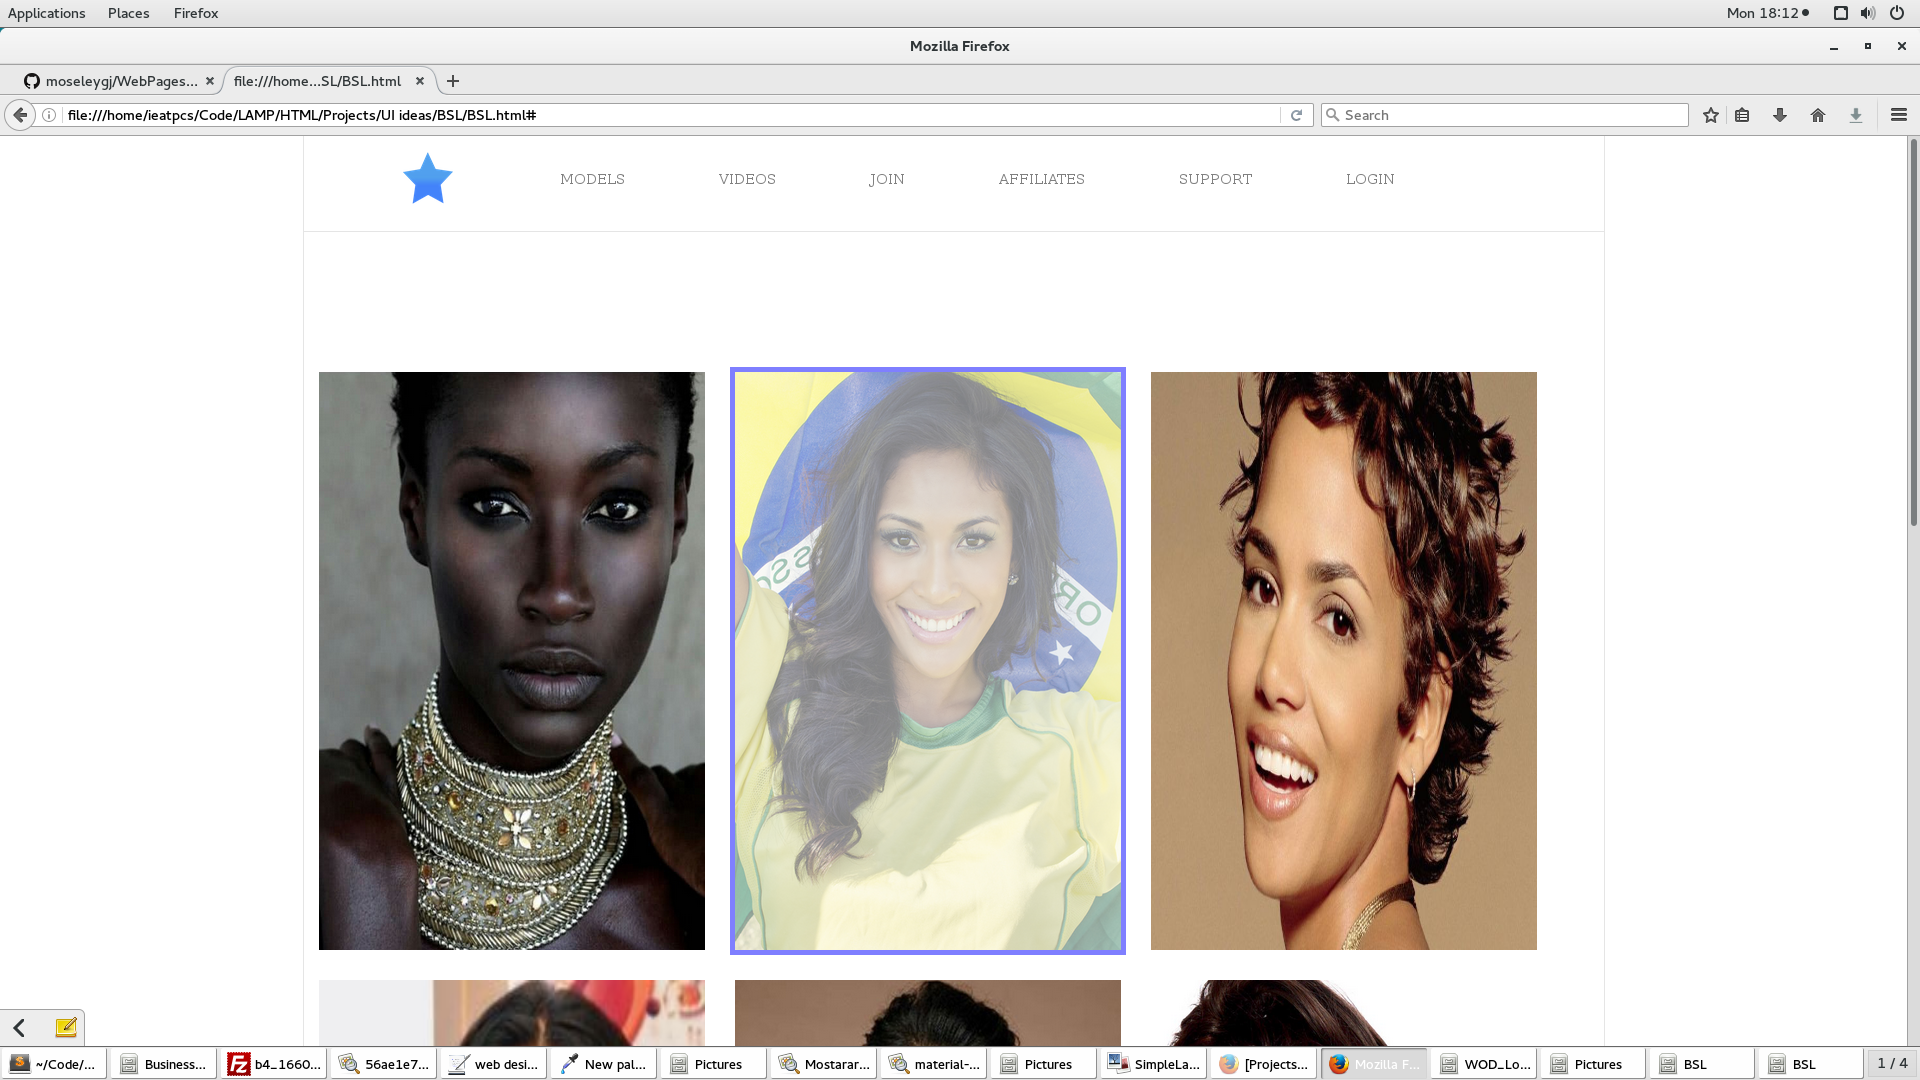 Applications Places Firefox Mon 18:12
Mozilla Firefox
moseleygj/WebPages... file:///home...SL/BSL.html
file:///home/ieatpcs/Code/LAMP/HTML/Projects/UI ideas/BSL/BSL.html# Search
MODELS VIDEOS JOIN AFFILIATES SUPPORT LOGIN
~/Code/... Business... b4_1660... 56ae1e7... web desi... New pal... Pictures Mostarar... material-... Pictures SimpleLa... [Projects... Mozilla F... WOD_Lo... Pictures BSL BSL 1 / 4